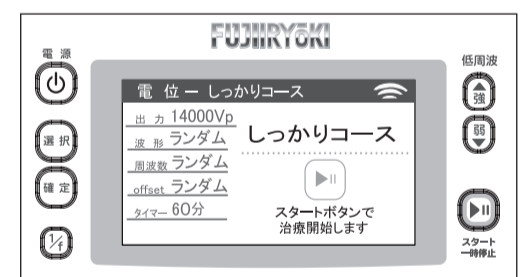 FUJIIRYōKI
電源
低周波
電 位 ー しっかりコース
強
出 力 14000Vp
選択
波 形 ランダム
しっかりコース
弱
周波数 ランダム
確定
offset ランダム
タイマー 60分
スタートボタンで
治療開始します
1/f
スタート
一時停止